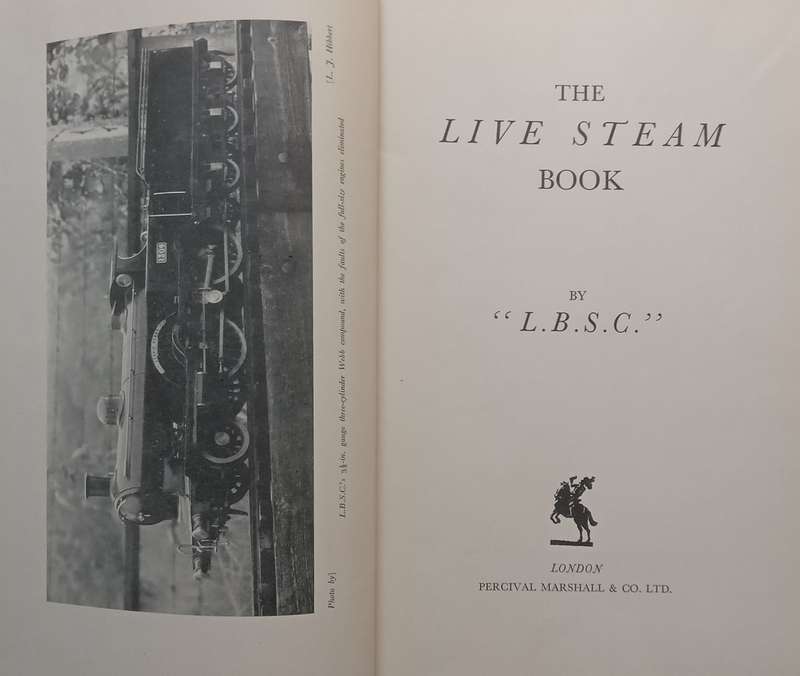 Photo by] [L. J. Hibbert
L.B.S.C.'s 3½-in. gauge three-cylinder Webb compound, with the faults of the full-size engines eliminated
THE
LIVE STEAM
BOOK
BY
“L.B.S.C.”
LONDON
PERCIVAL MARSHALL & CO. LTD.